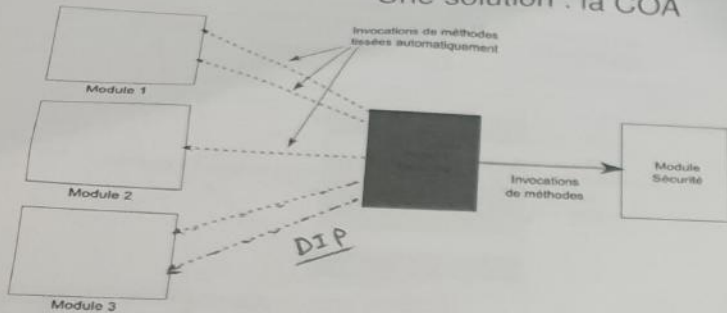 Une solution : la COA
Invocations de méthodes
tissées automatiquement
Module 1
Module 2
Module 3
DIP
Invocations
de méthodes
Module
Sécurité